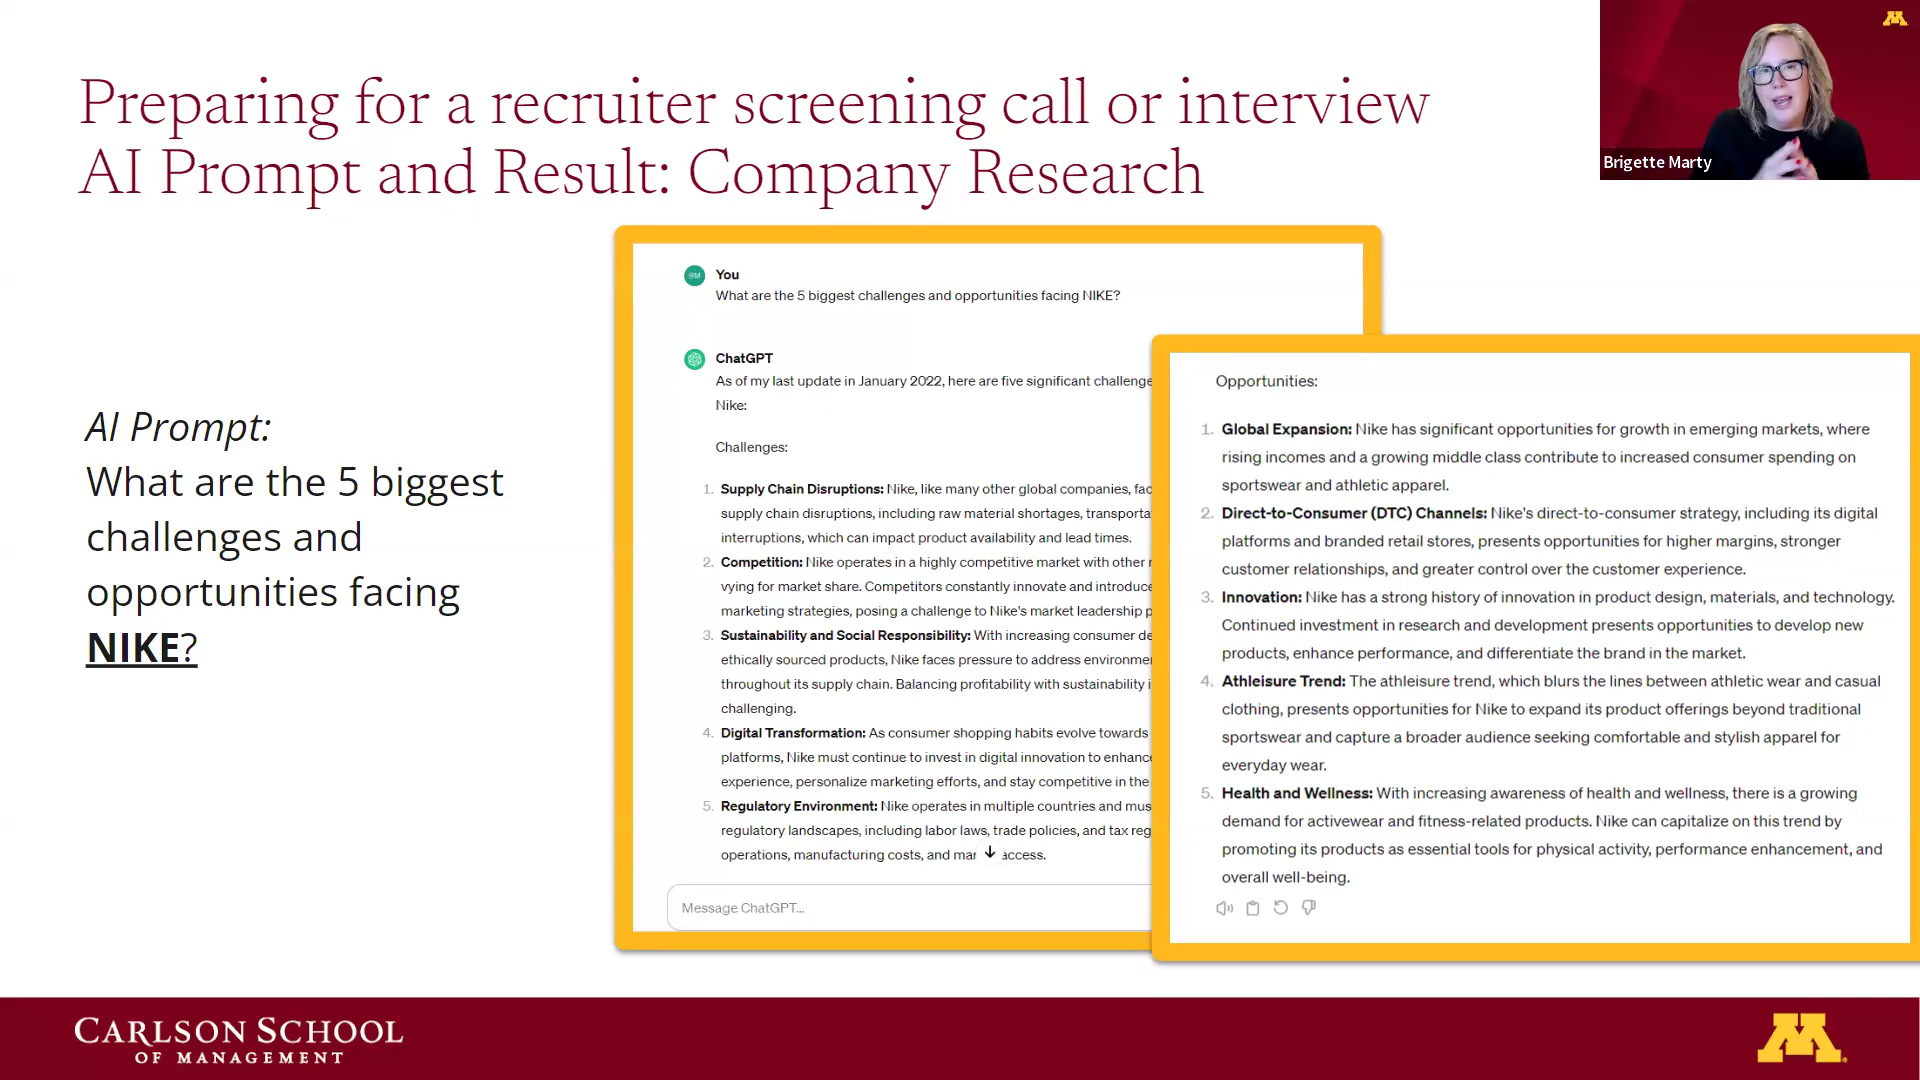 Preparing for a recruiter screening call or interview
AI Prompt and Result: Company Research
Brigette Marty
AI Prompt:
What are the 5 biggest
challenges and
opportunities facing
NIKE?
BM
You
What are the 5 biggest challenges and opportunities facing NIKE?
ChatGPT
As of my last update in January 2022, here are five significant challenge
Nike:
Challenges:
1. Supply Chain Disruptions: Nike, like many other global companies, fac
supply chain disruptions, including raw material shortages, transporta
interruptions, which can impact product availability and lead times.
2. Competition: Nike operates in a highly competitive market with other
vying for market share. Competitors constantly innovate and introduce
marketing strategies, posing a challenge to Nike's market leadership p
3. Sustainability and Social Responsibility: With increasing consumer de
ethically sourced products, Nike faces pressure to address environme
throughout its supply chain. Balancing profitability with sustainability i
challenging.
4. Digital Transformation: As consumer shopping habits evolve towards
platforms, Nike must continue to invest in digital innovation to enhance
experience, personalize marketing efforts, and stay competitive in the
5. Regulatory Environment: Nike operates in multiple countries and mus
regulatory landscapes, including labor laws, trade policies, and tax reg
operations, manufacturing costs, and mar access.
Message ChatGPT...
Opportunities:
1. Global Expansion: Nike has significant opportunities for growth in emerging markets, where
rising incomes and a growing middle class contribute to increased consumer spending on
sportswear and athletic apparel.
2. Direct-to-Consumer (DTC) Channels: Nike's direct-to-consumer strategy, including its digital
platforms and branded retail stores, presents opportunities for higher margins, stronger
customer relationships, and greater control over the customer experience.
3. Innovation: Nike has a strong history of innovation in product design, materials, and technology.
Continued investment in research and development presents opportunities to develop new
products, enhance performance, and differentiate the brand in the market.
4. Athleisure Trend: The athleisure trend, which blurs the lines between athletic wear and casual
clothing, presents opportunities for Nike to expand its product offerings beyond traditional
sportswear and capture a broader audience seeking comfortable and stylish apparel for
everyday wear.
5. Health and Wellness: With increasing awareness of health and wellness, there is a growing
demand for activewear and fitness-related products. Nike can capitalize on this trend by
promoting its products as essential tools for physical activity, performance enhancement, and
overall well-being.
CARLSON SCHOOL
OF MANAGEMENT
M